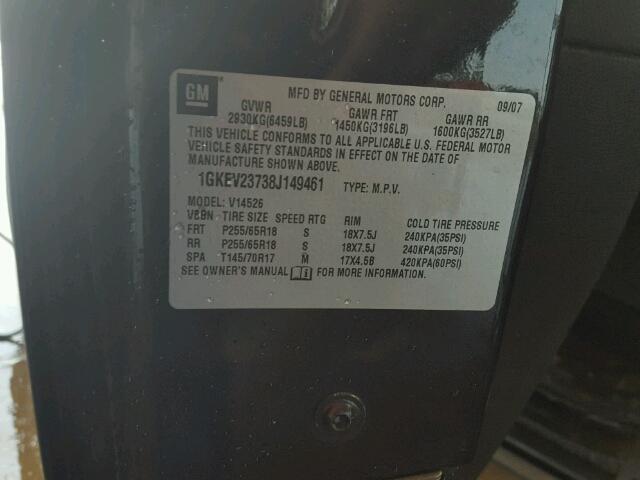 GM
MFD BY GENERAL MOTORS CORP. 09/07
GVWR GAWR FRT GAWR RR
2930KG(6459LB) 1450KG(3196LB) 1600KG(3527LB)
THIS VEHICLE CONFORMS TO ALL APPLICABLE U.S. FEDERAL MOTOR
VEHICLE SAFETY STANDARDS IN EFFECT ON THE DATE OF
MANUFACTURE SHOWN ABOVE.
1GKEV23738J149461 TYPE: M.P.V.
MODEL: V14526
VCBN TIRE SIZE SPEED RTG RIM COLD TIRE PRESSURE
FRT P255/65R18 S 18X7.5J 240KPA(35PSI)
RR P255/65R18 S 18X7.5J 240KPA(35PSI)
SPA T145/70R17 M 17X4.5B 420KPA(60PSI)
SEE OWNER'S MANUAL FOR MORE INFORMATION.